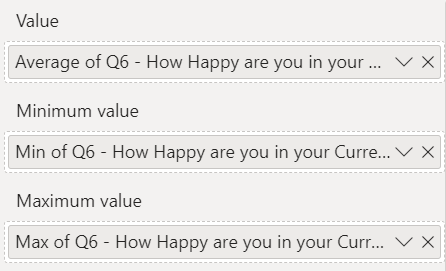 Value
Average of Q6 - How Happy are you in your ...
Minimum value
Min of Q6 - How Happy are you in your Curre...
Maximum value
Max of Q6 - How Happy are you in your Curr...